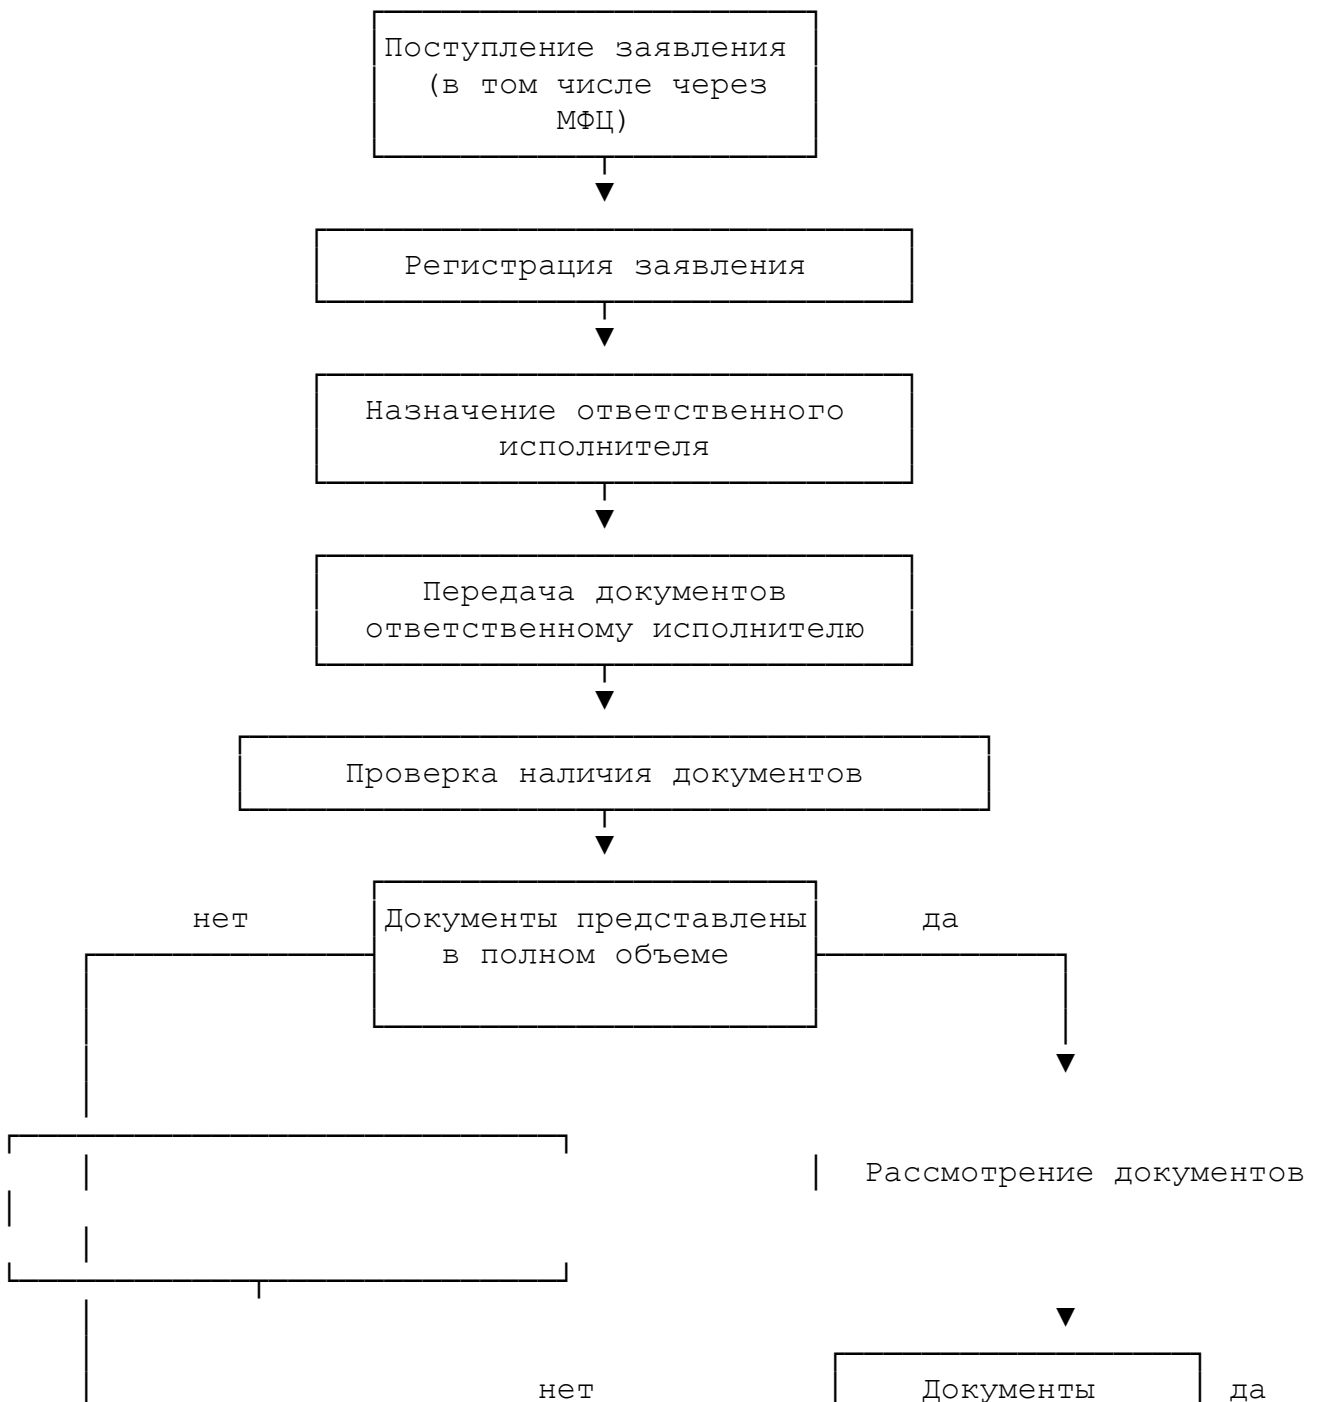 Поступление заявления
(в том числе через
МФЦ)
Регистрация заявления
Назначение ответственного
исполнителя
Передача документов
ответственному исполнителю
Проверка наличия документов
нет Документы представлены да
в полном объеме
Рассмотрение документов
нет Документы да